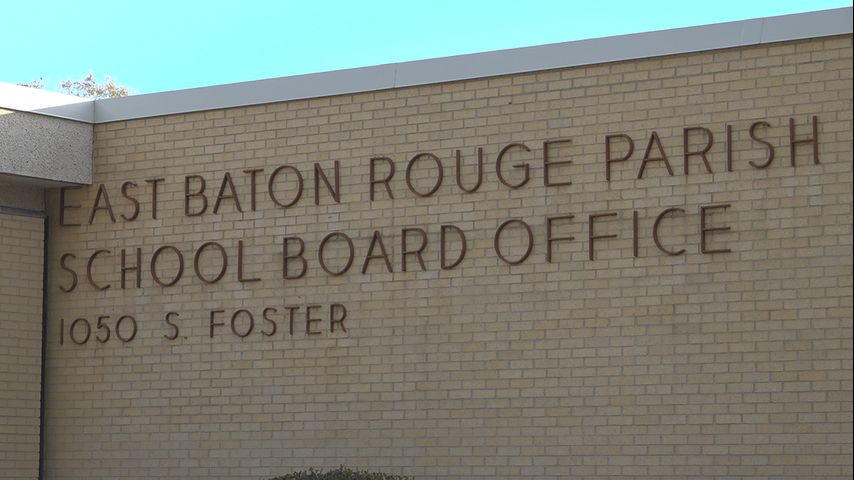 EAST BATON ROUGE PARISH
SCHOOL BOARD OFFICE
1050 S. FOSTER